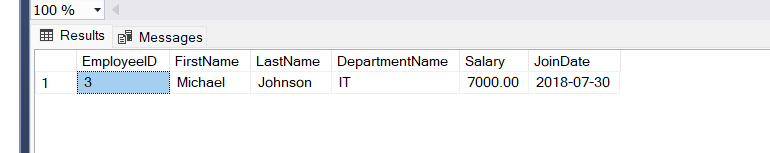 100 %
Results Messages
EmployeeID FirstName LastName DepartmentName Salary JoinDate
1 3 Michael Johnson IT 7000.00 2018-07-30